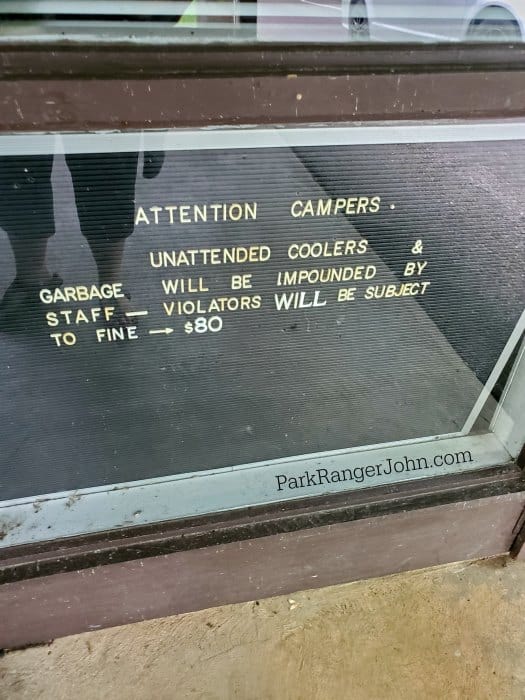 ATTENTION CAMPERS.
UNATTENDED COOLERS &
GARBAGE WILL BE IMPOUNDED BY
STAFF — VIOLATORS WILL BE SUBJECT
TO FINE → $80
ParkRangerJohn.com